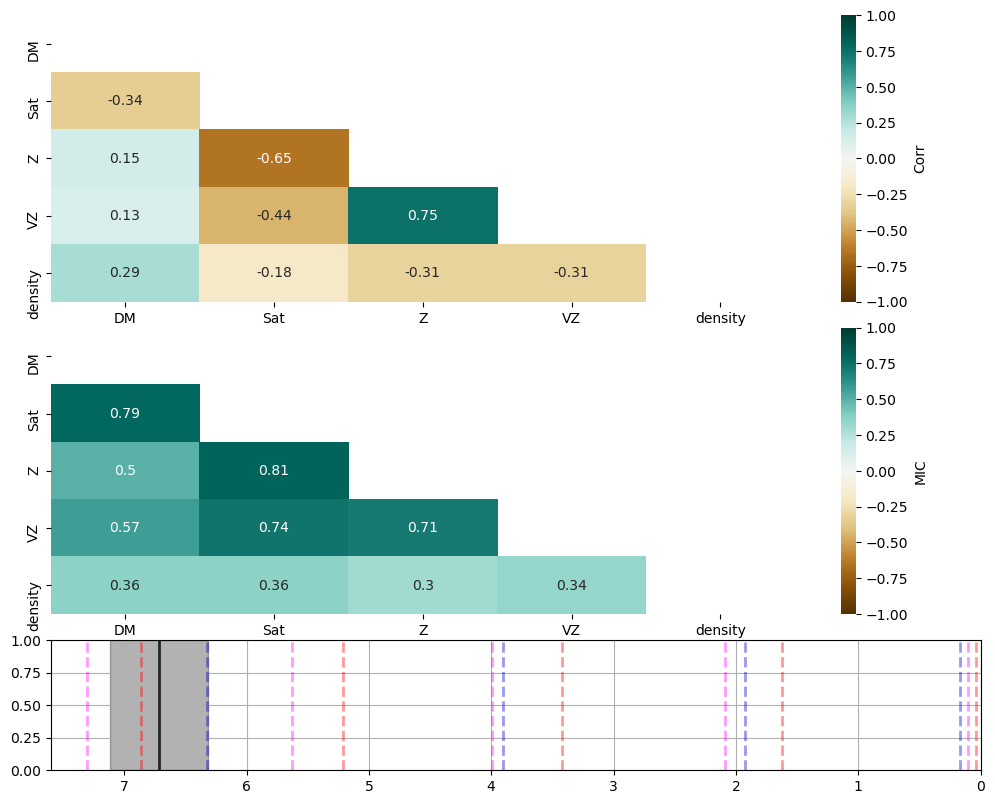 DM
Sat
Z
VZ
density
-0.34
0.15
-0.65
0.13
-0.44
0.75
0.29
-0.18
-0.31
-0.31
DM
Sat
Z
VZ
density
1.00
0.75
0.50
0.25
0.00
−0.25
−0.50
−0.75
−1.00
Corr
DM
Sat
Z
VZ
density
0.79
0.5
0.81
0.57
0.74
0.71
0.36
0.36
0.3
0.34
DM
Sat
Z
VZ
density
1.00
0.75
0.50
0.25
0.00
−0.25
−0.50
−0.75
−1.00
MIC
1.00
0.75
0.50
0.25
0.00
7
6
5
4
3
2
1
0